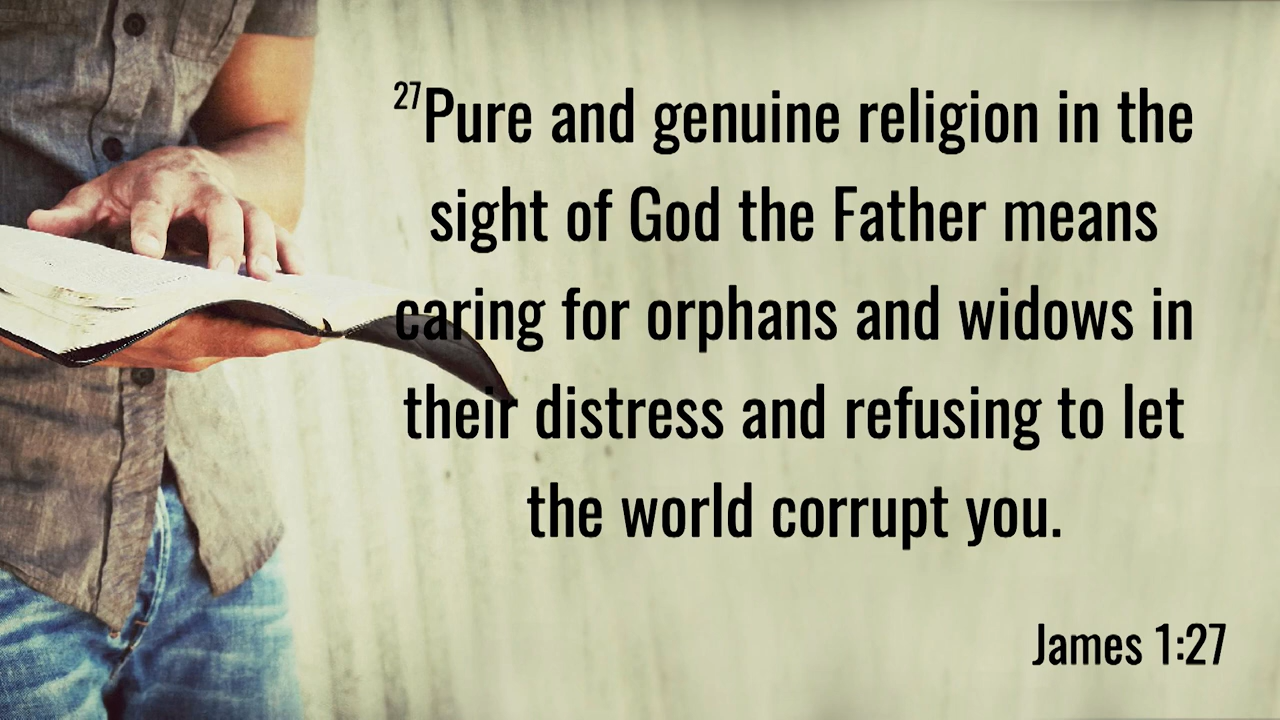 27Pure and genuine religion in the
sight of God the Father means
caring for orphans and widows in
their distress and refusing to let
the world corrupt you.
James 1:27